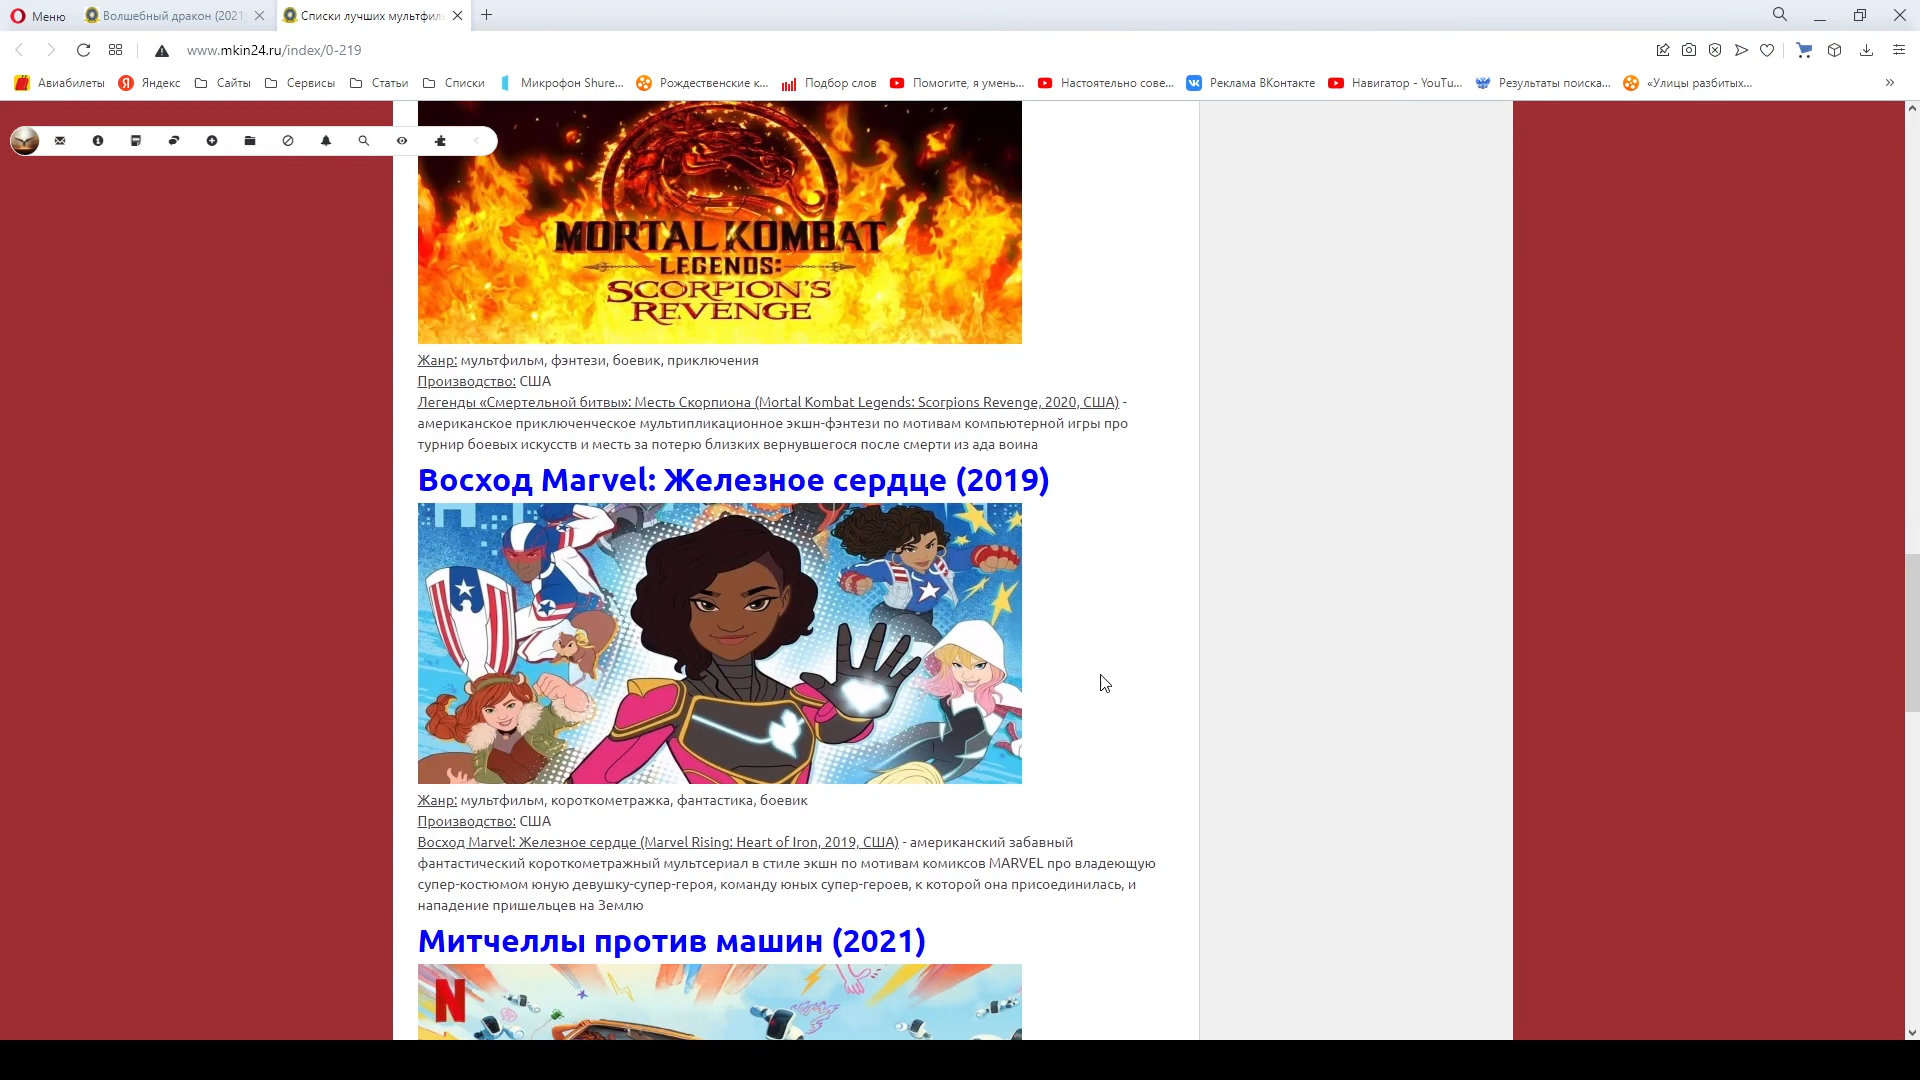 Меню
Волшебный дракон (2021
Списки лучших мультфил
www.mkin24.ru/index/0-219
Авиабилеты
Яндекс
Сайты
Сервисы
Статьи
Списки
Микрофон Shure...
Рождественские к...
Подбор слов
Помогите, я умень...
Настоятельно сове...
Реклама ВКонтакте
Навигатор - YouTu...
Результаты поиска...
«Улицы разбитых...
MORTAL KOMBAT
LEGENDS:
SCORPION'S
REVENGE
Жанр: мультфильм, фэнтези, боевик, приключения
Производство: США
Легенды «Смертельной битвы»: Месть Скорпиона (Mortal Kombat Legends: Scorpions Revenge, 2020, США) -
американское приключенческое мультипликационное экшн-фэнтези по мотивам компьютерной игры про
турнир боевых искусств и месть за потерю близких вернувшегося после смерти из ада воина
Восход Marvel: Железное сердце (2019)
Жанр: мультфильм, короткометражка, фантастика, боевик
Производство: США
Восход Marvel: Железное сердце (Marvel Rising: Heart of Iron, 2019, США) - американский забавный
фантастический короткометражный мультсериал в стиле экшн по мотивам комиксов MARVEL про владеющую
супер-костюмом юную девушку-супер-героя, команду юных супер-героев, к которой она присоединилась, и
нападение пришельцев на Землю
Митчеллы против машин (2021)
N